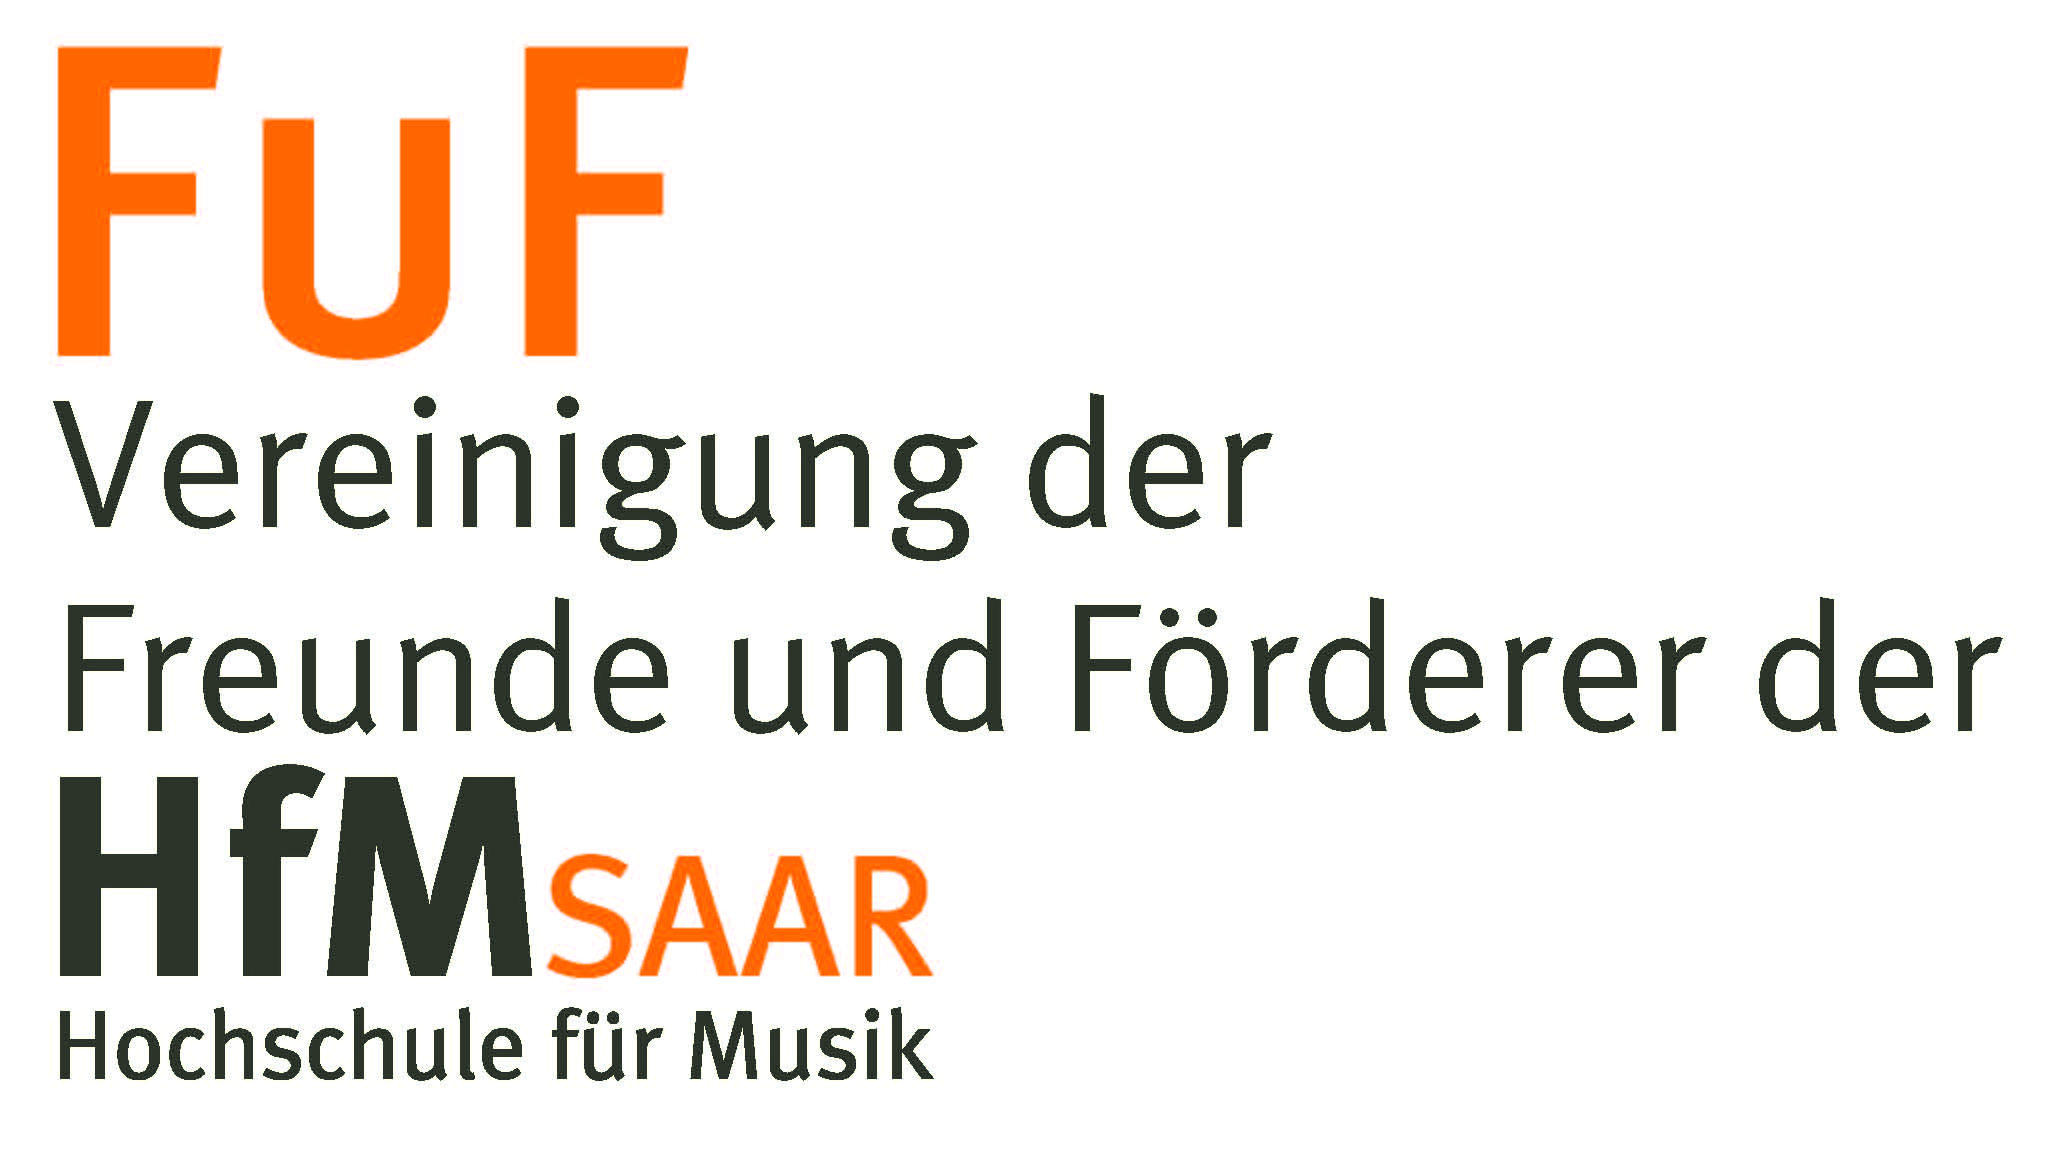 FuF
Vereinigung der
Freunde und Förderer der
HfMSAAR
Hochschule für Musik